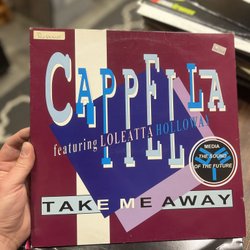 CAPPELLA
featuring LOLEATTA HOLLOWAY
MEDIA
THE SOUND
OF THE FUTURE
TAKE ME AWAY